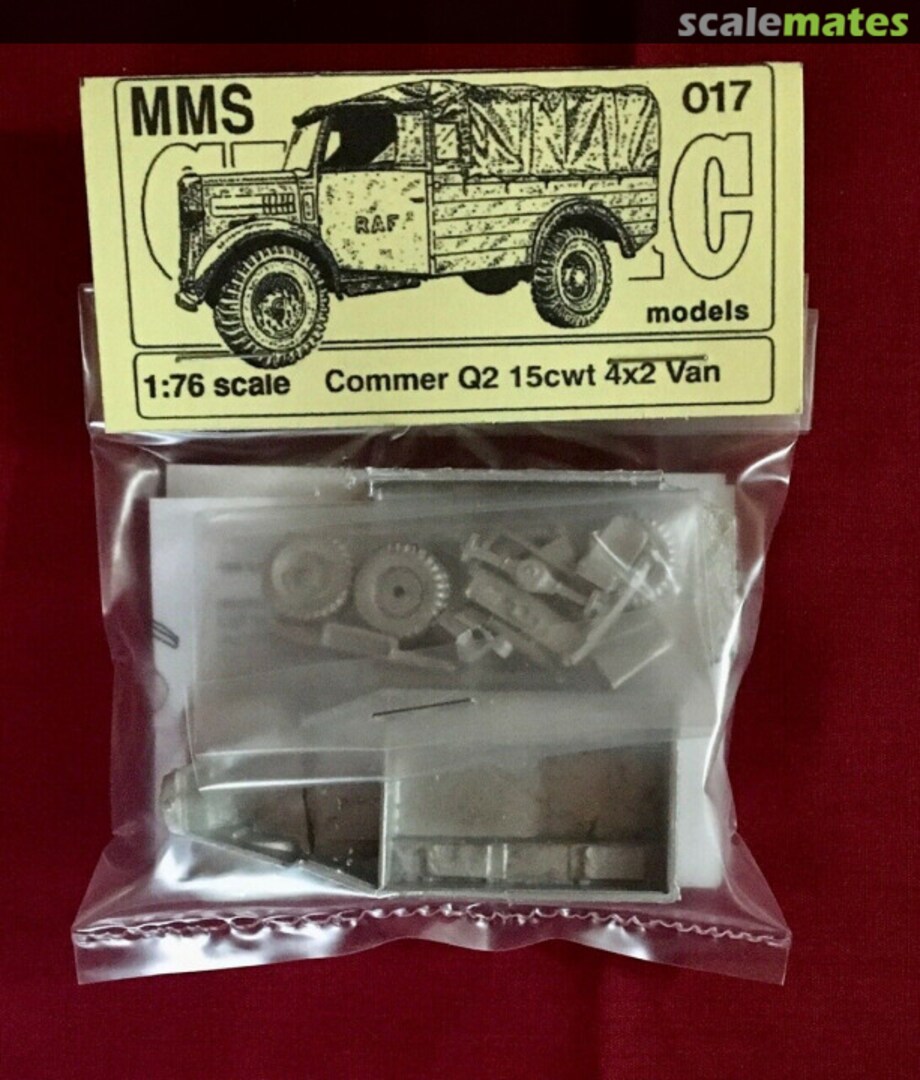 scalemates
MMS
017
RAF
models
1:76 scale Commer Q2 15cwt 4x2 Van